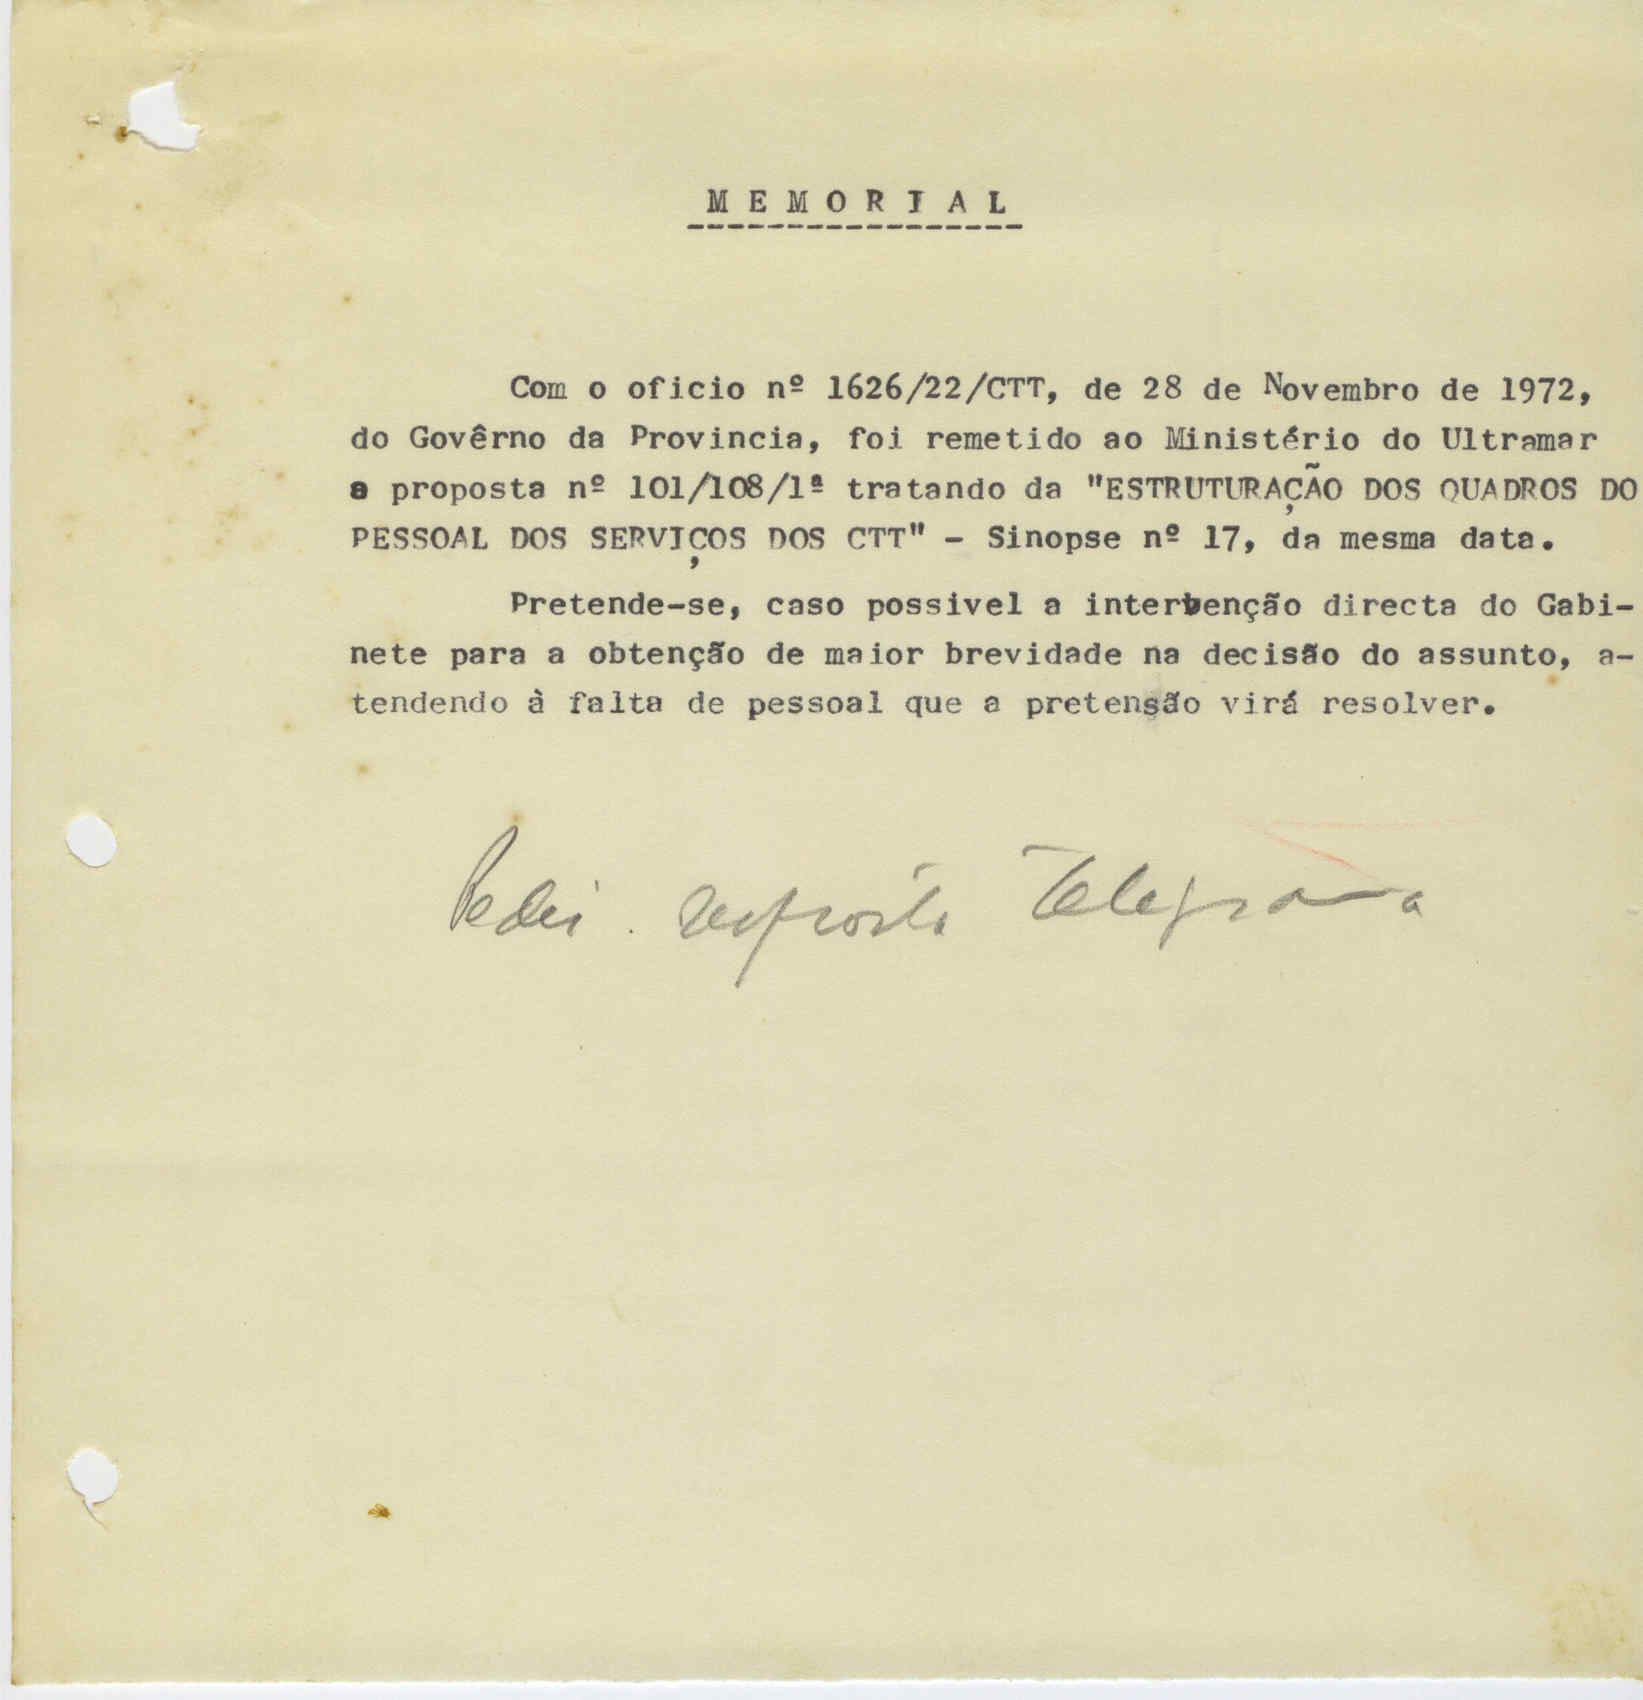 MEMORIAL
Com o oficio nº 1626/22/CTT, de 28 de Novembro de 1972,
do Govêrno da Provincia, foi remetido ao Ministério do Ultramar
a proposta nº 101/108/1ª tratando da "ESTRUTURAÇÃO DOS QUADROS DO
PESSOAL DOS SERVIÇOS DOS CTT" - Sinopse nº 17, da mesma data.
Pretende-se, caso possivel a intervenção directa do Gabi-
nete para a obtenção de maior brevidade na decisão do assunto, a-
tendendo à falta de pessoal que a pretensão virá resolver.
Pedi resposta Telegrama